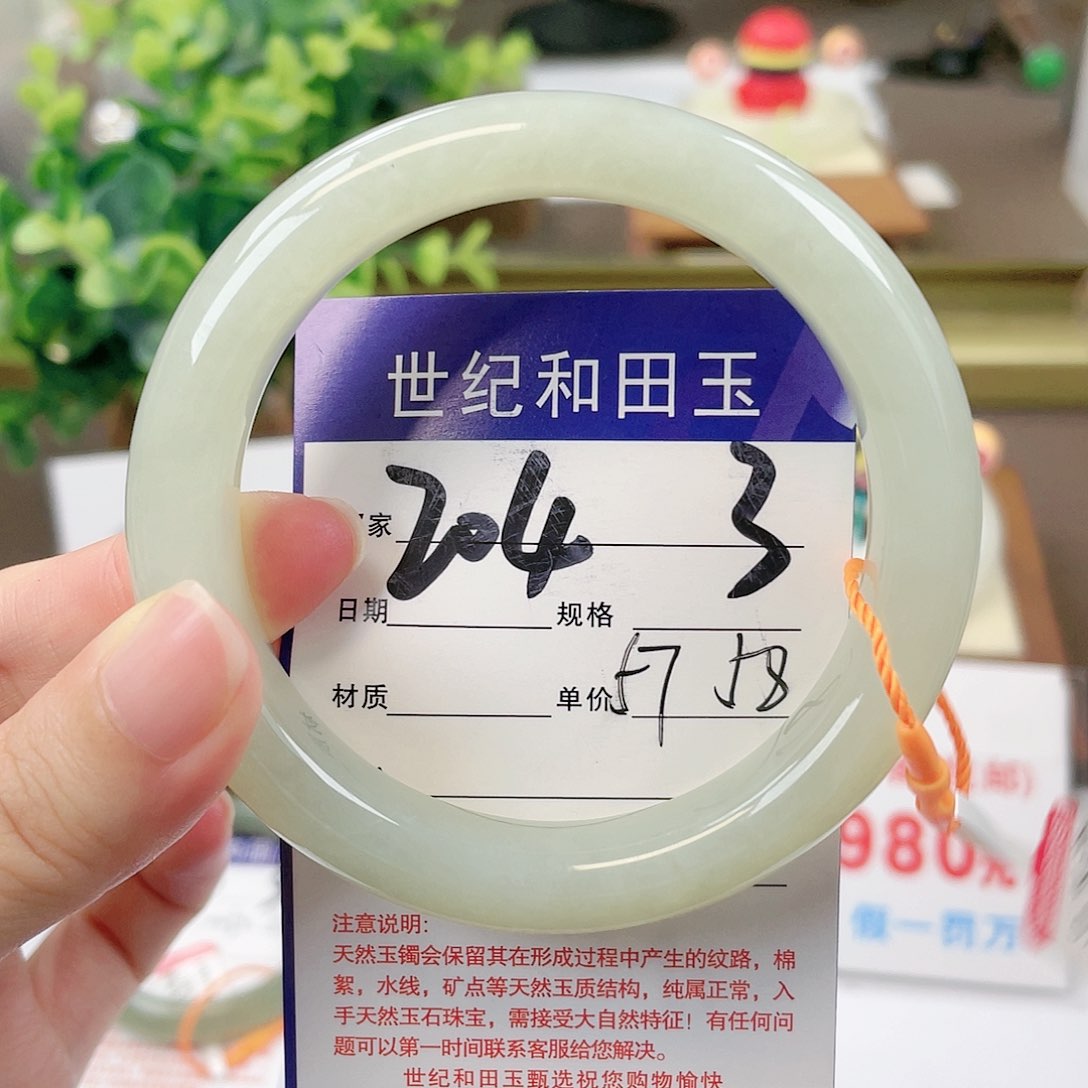 世纪和田玉
家 204 3
日期 规格
材质 单价 57 58
注意说明:
天然玉镯会保留其在形成过程中产生的纹路，棉
絮，水线，矿点等天然玉质结构，纯属正常，入
手天然玉石珠宝，需接受大自然特征！有任何问
题可以第一时间联系客服给您解决。
世纪和田玉甄选祝您购物愉快
980元
假一罚万